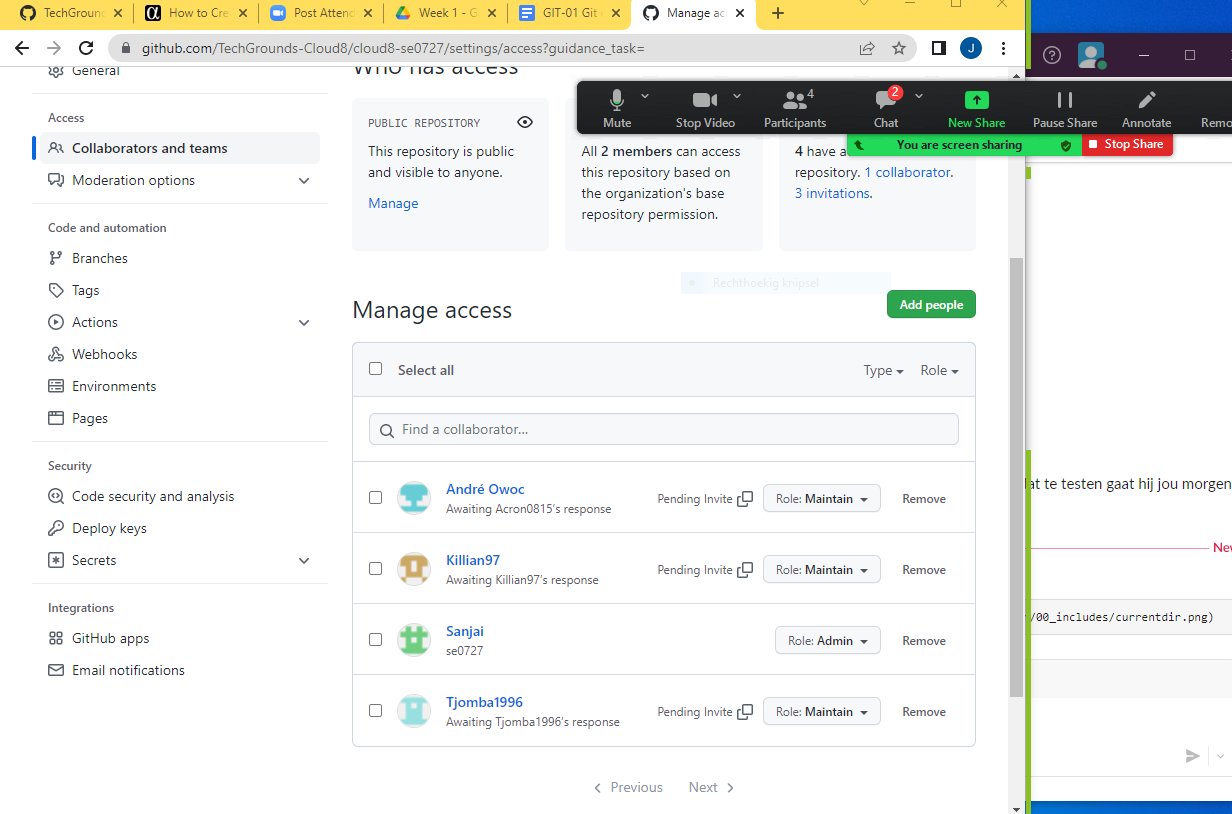 TechGroun
How to Cre
Post Attend
Week 1 - G
GIT-01 Git
Manage ac
github.com/TechGrounds-Cloud8/cloud8-se0727/settings/access?guidance_task=
J
General
Access
Collaborators and teams
Moderation options
Code and automation
Branches
Tags
Actions
Webhooks
Environments
Pages
Security
Code security and analysis
Deploy keys
Secrets
Integrations
GitHub apps
Email notifications
Who has access
PUBLIC REPOSITORY
This repository is public
and visible to anyone.
Manage
All 2 members can access
this repository based on
the organization's base
repository permission.
4 have a
repository. 1 collaborator.
3 invitations.
Mute
Stop Video
4
Participants
2
Chat
New Share
Pause Share
Annotate
Remo
You are screen sharing
Stop Share
Rechthoekig knipsel
Manage access
Add people
Select all
Type
Role
Find a collaborator...
André Owoc
Awaiting Acron0815's response
Pending Invite
Role: Maintain
Remove
Killian97
Awaiting Killian97's response
Pending Invite
Role: Maintain
Remove
Sanjai
se0727
Role: Admin
Remove
Tjomba1996
Awaiting Tjomba1996's response
Pending Invite
Role: Maintain
Remove
Previous
Next
at te testen gaat hij jou morgen
Nev
/00_includes/currentdir.png)